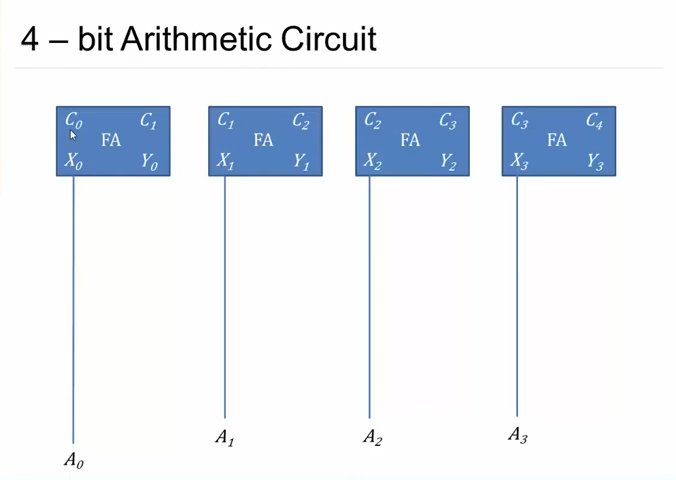 4 – bit Arithmetic Circuit
C₀ C₁ C₁ C₂ C₂ C₃ C₃ C₄
FA FA FA FA
X₀ Y₀ X₁ Y₁ X₂ Y₂ X₃ Y₃
A₀ A₁ A₂ A₃